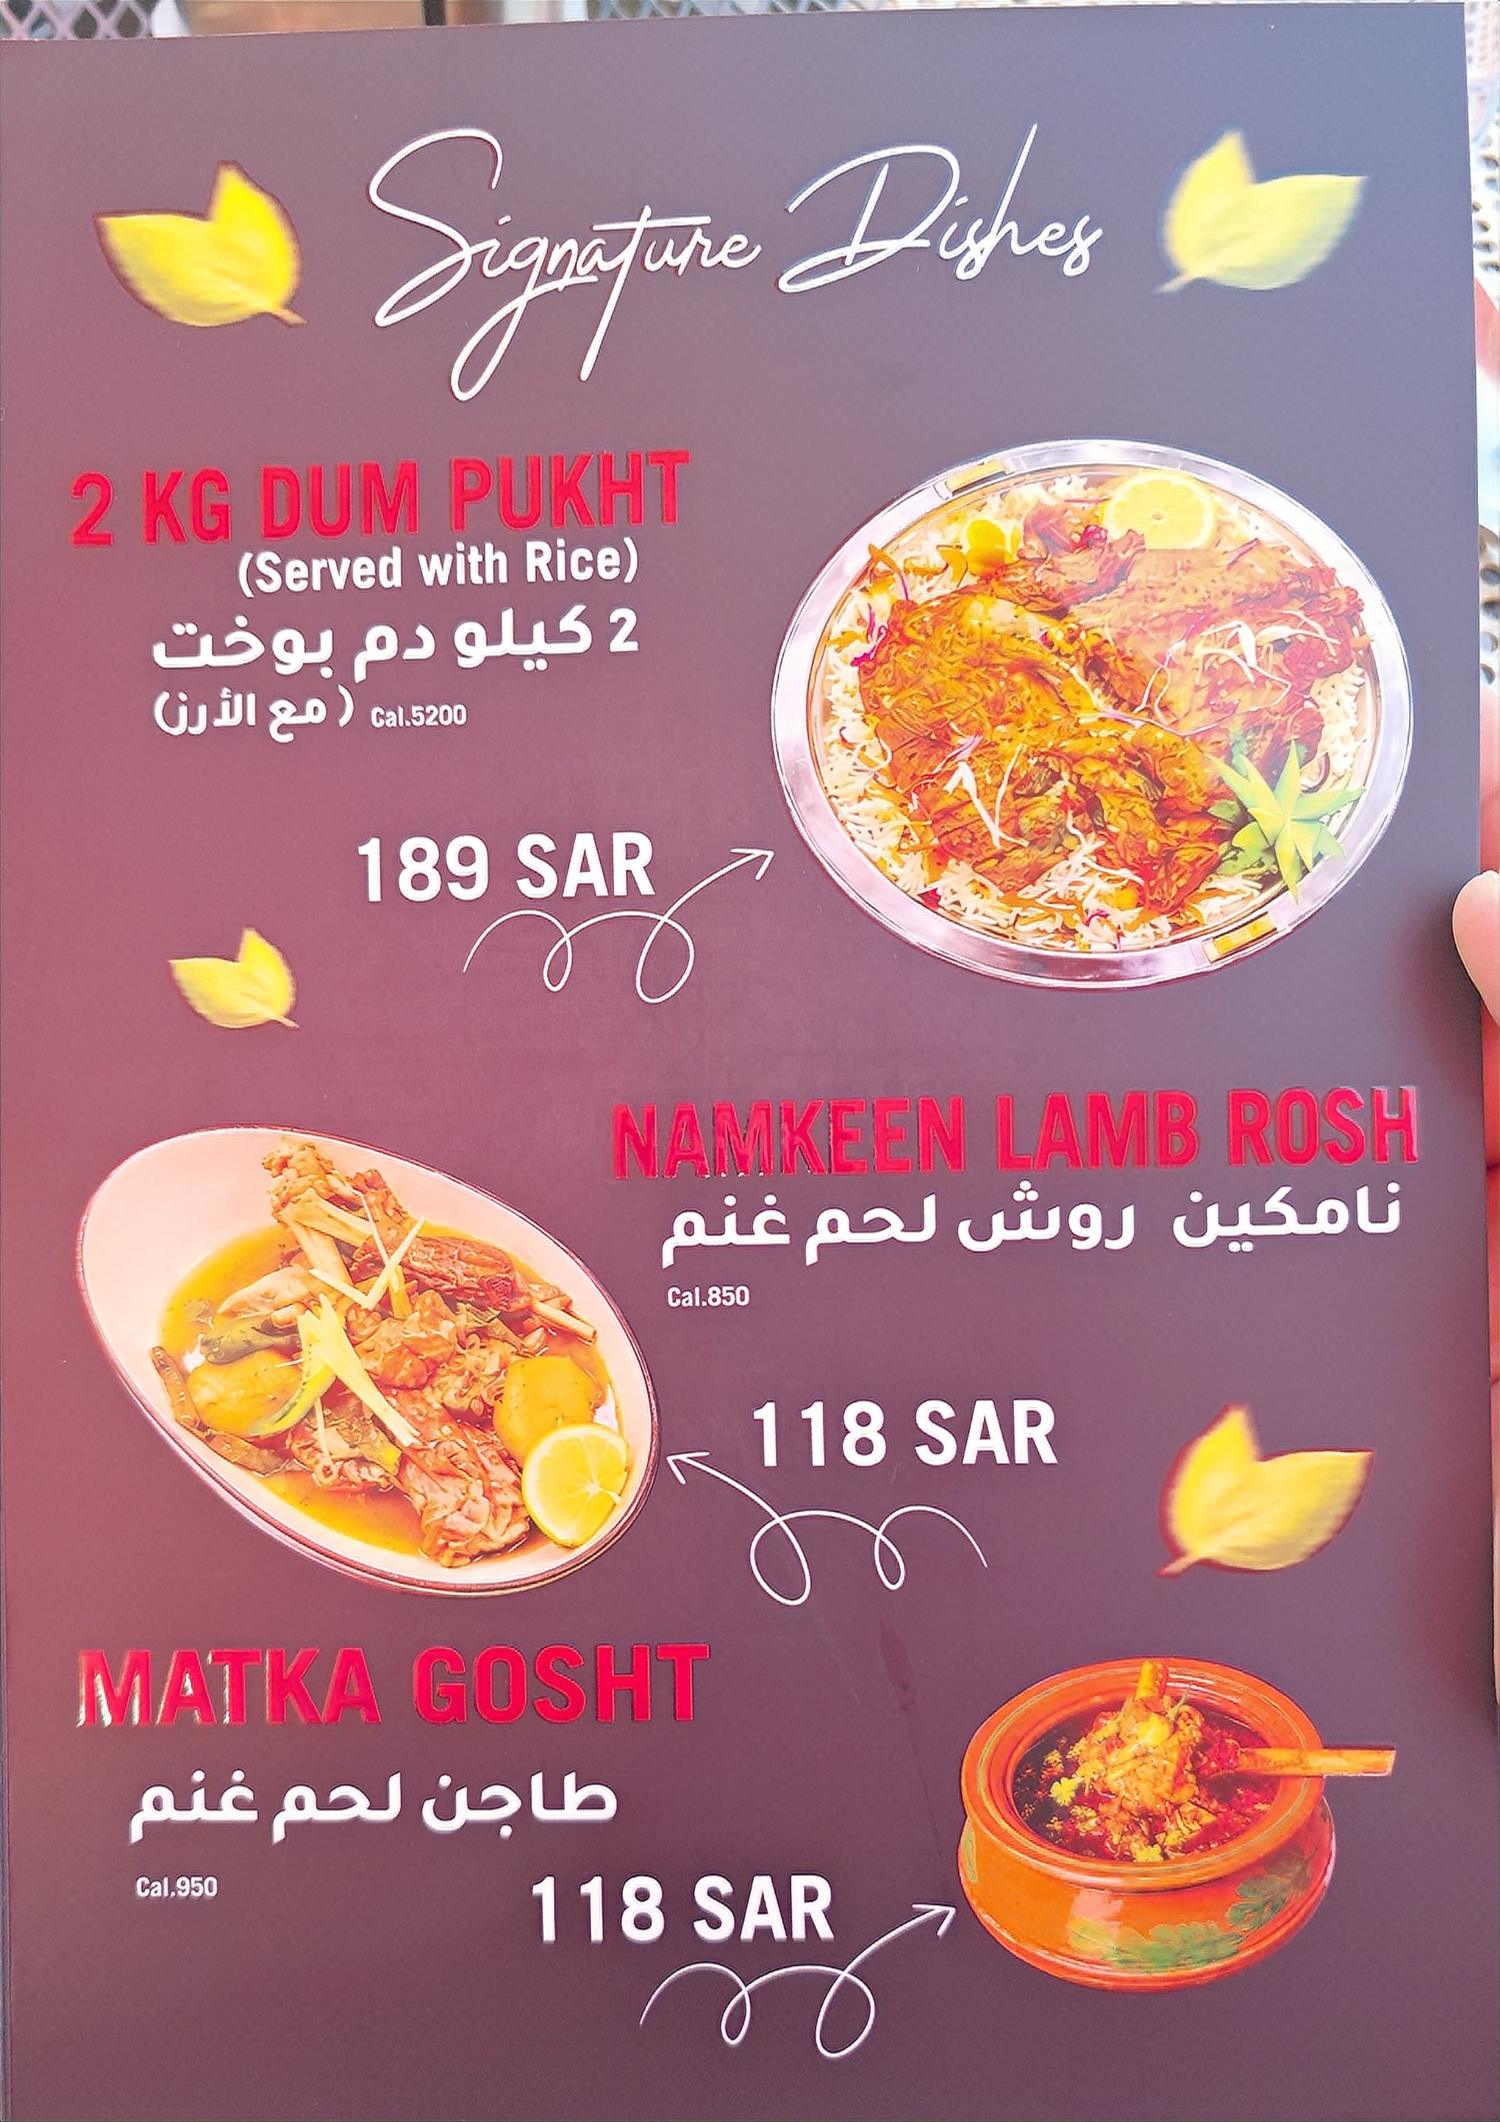 Signature Dishes
2 KG DUM PUKHT
(Served with Rice)
2 كيلو دم بوخت
(مع الأرز) Cal.5200
189 SAR
NAMKEEN LAMB ROSH
نامكين روش لحم غنم
Cal.850
118 SAR
MATKA GOSHT
طاجن لحم غنم
Cal.950
118 SAR